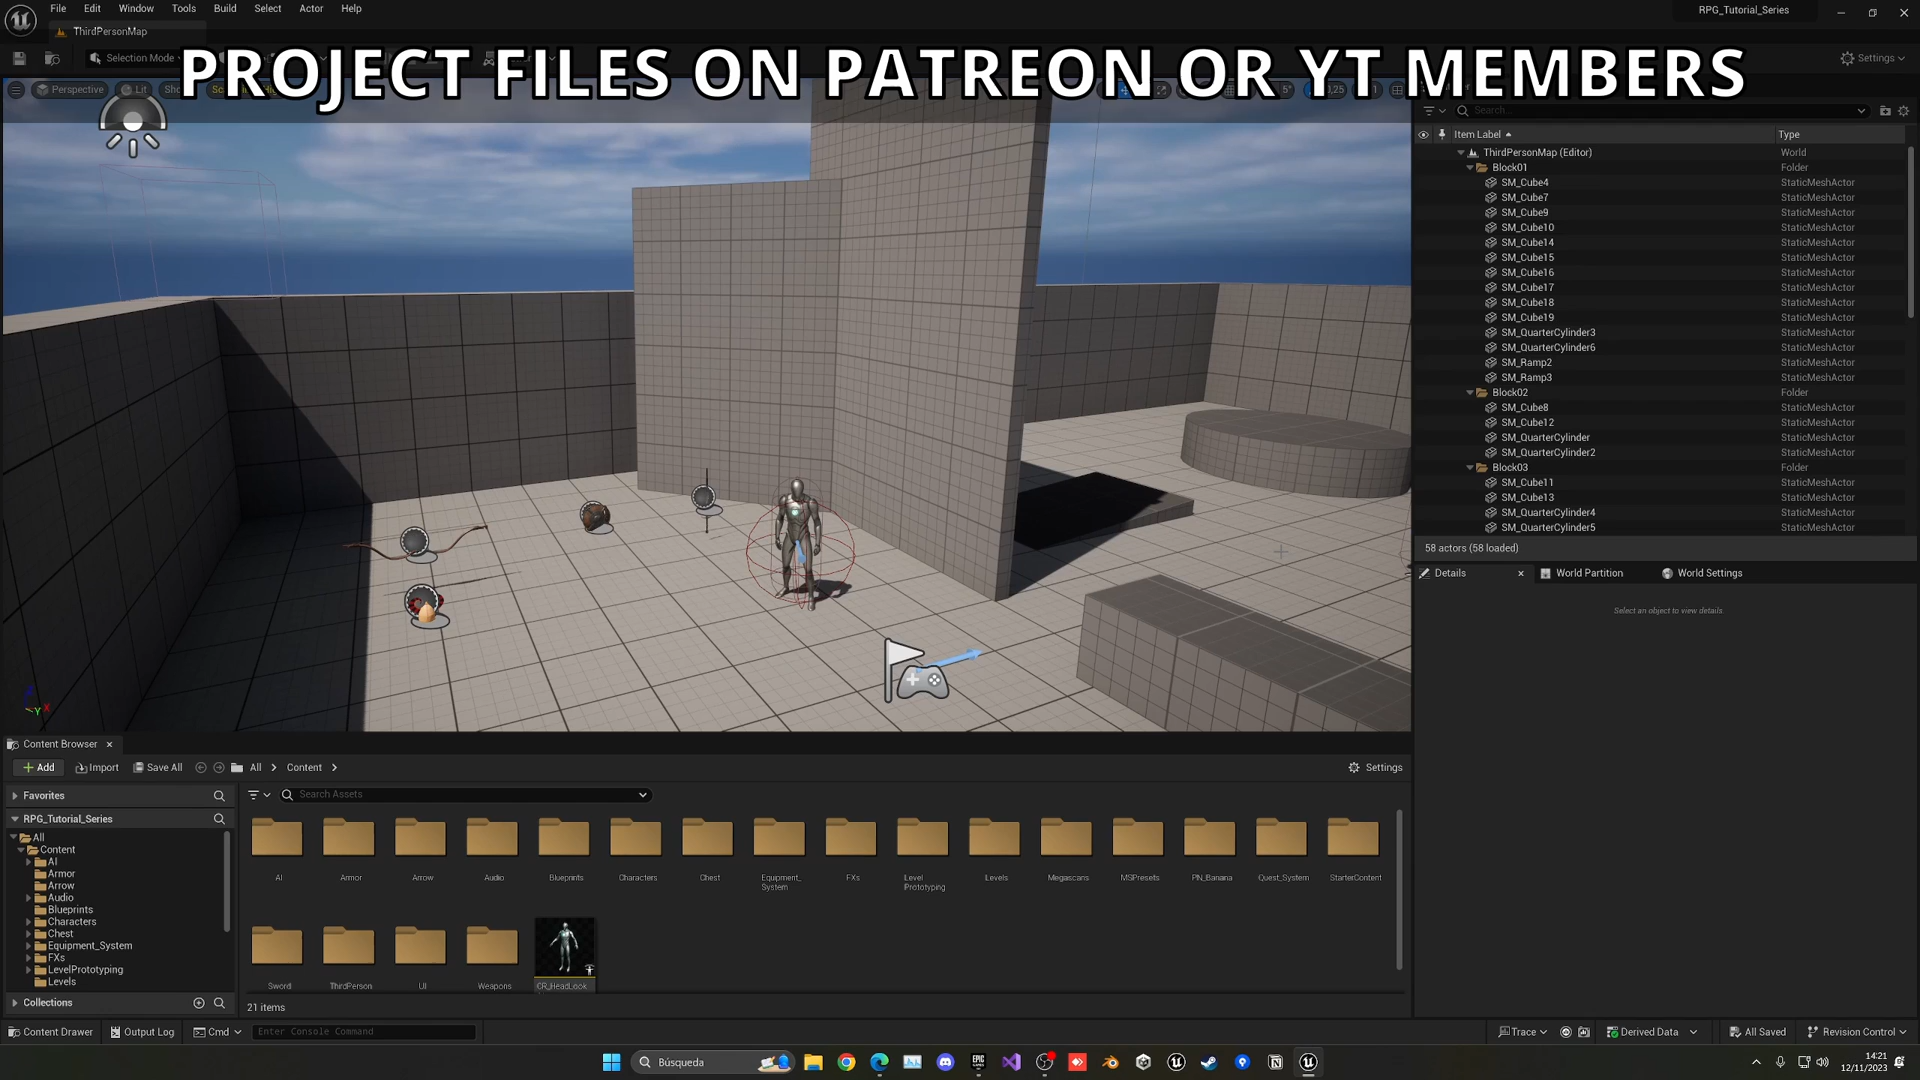 File Edit Window Tools Build Select Actor Help
RPG_Tutorial_Series
ThirdPersonMap
Selection Mode
Settings
PROJECT FILES ON PATREON OR YT MEMBERS
Perspective
Lit
5°
0,25
1
Search...
Item Label
Type
ThirdPersonMap (Editor) World
Block01 Folder
SM_Cube4 StaticMeshActor
SM_Cube7 StaticMeshActor
SM_Cube9 StaticMeshActor
SM_Cube10 StaticMeshActor
SM_Cube14 StaticMeshActor
SM_Cube15 StaticMeshActor
SM_Cube16 StaticMeshActor
SM_Cube17 StaticMeshActor
SM_Cube18 StaticMeshActor
SM_Cube19 StaticMeshActor
SM_QuarterCylinder3 StaticMeshActor
SM_QuarterCylinder6 StaticMeshActor
SM_Ramp2 StaticMeshActor
SM_Ramp3 StaticMeshActor
Block02 Folder
SM_Cube8 StaticMeshActor
SM_Cube12 StaticMeshActor
SM_QuarterCylinder StaticMeshActor
SM_QuarterCylinder2 StaticMeshActor
Block03 Folder
SM_Cube11 StaticMeshActor
SM_Cube13 StaticMeshActor
SM_QuarterCylinder4 StaticMeshActor
SM_QuarterCylinder5 StaticMeshActor
58 actors (58 loaded)
Details
World Partition
World Settings
Select an object to view details.
Z
Y
X
Content Browser
Add
Import
Save All
All
Content
Settings
Favorites
Search Assets
RPG_Tutorial_Series
All
Content
AI
Armor
Arrow
Audio
Blueprints
Characters
Chest
Equipment_System
FXs
LevelPrototyping
Levels
Collections
AI Armor Arrow Audio Blueprints Characters Chest Equipment_ FXs Level Levels Megascans MSPresets PN_Banana Quest_System StarterContent
System Prototyping
Sword ThirdPerson UI Weapons CR_HeadLook
21 items
Content Drawer
Output Log
Cmd
Enter Console Command
Trace
Derived Data
All Saved
Revision Control
Búsqueda
EPIC
GAMES
14:21
12/11/2023